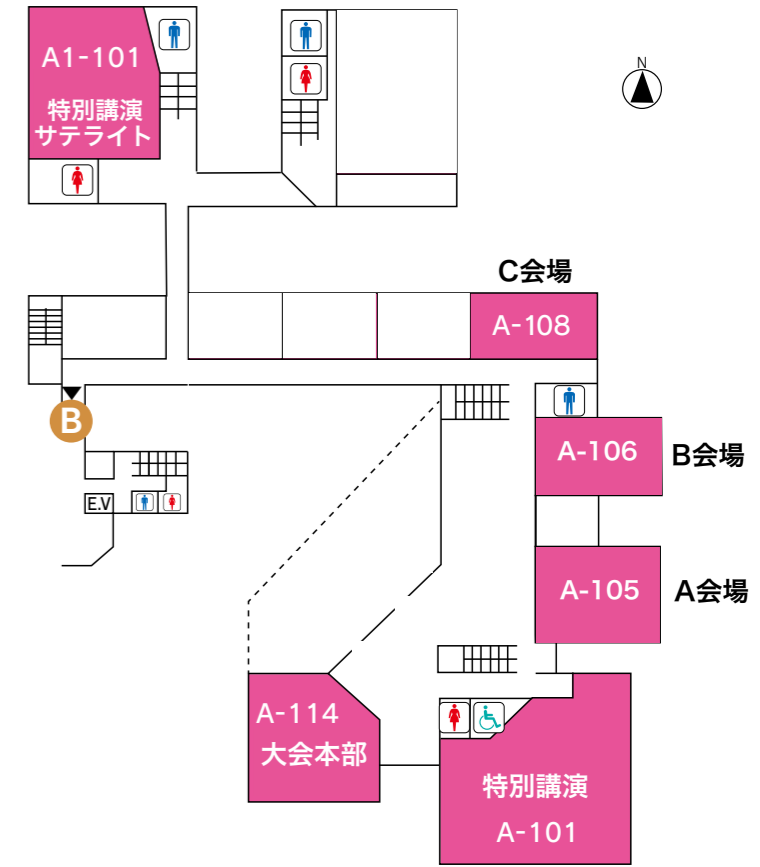 A1-101
特別講演
サテライト
N
C会場
A-108
B
A-106
B会場
E.V
A-105
A会場
A-114
大会本部
特別講演
A-101